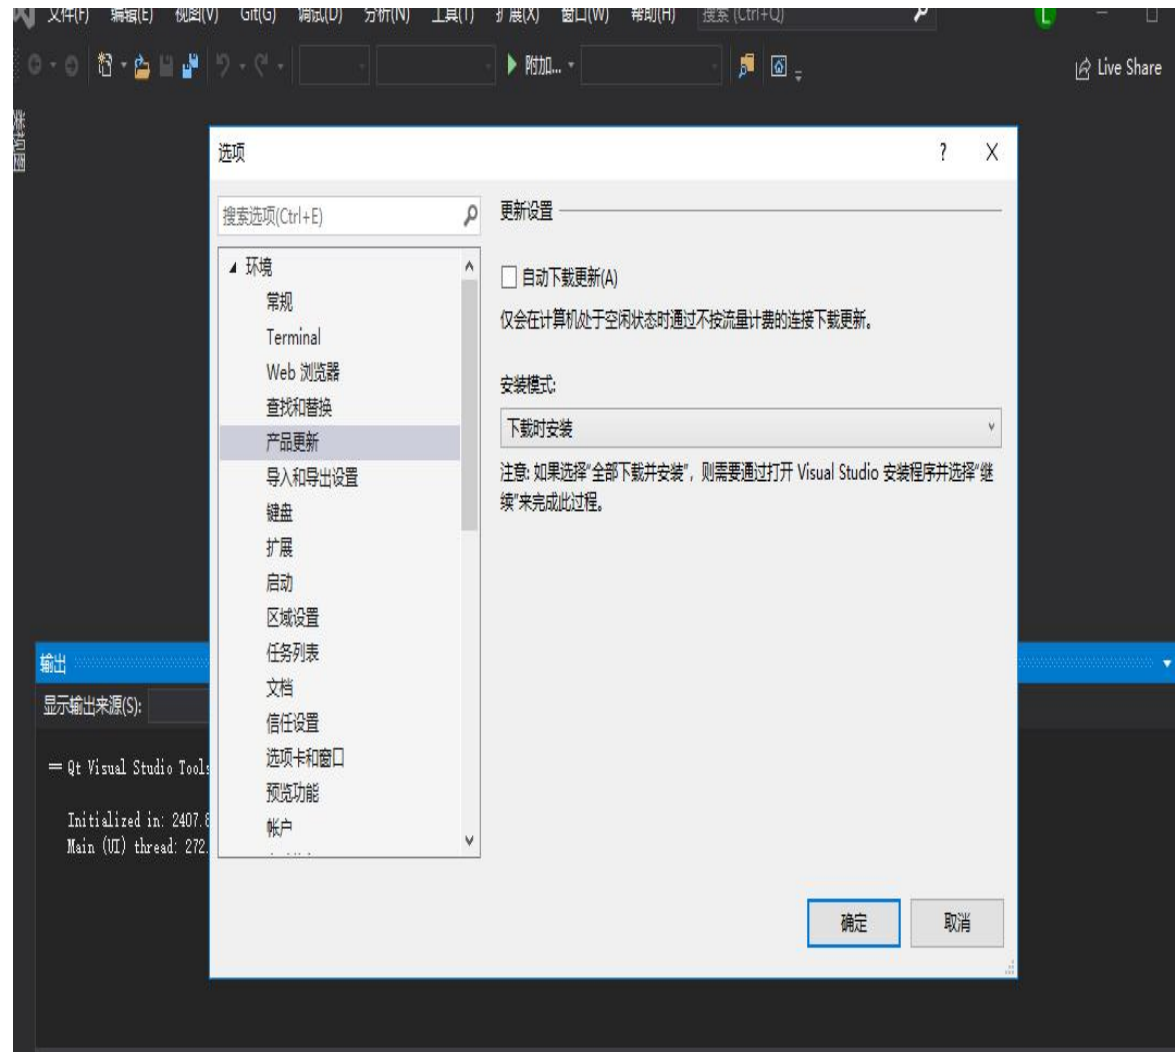 文件(F) 编辑(E) 视图(V) Git(G) 调试(D) 分析(N) 工具(T) 扩展(X) 窗口(W) 帮助(H) 搜索 (Ctrl+Q) L
附加... Live Share
类视图
选项 ?
搜索选项(Ctrl+E)
更新设置
环境
自动下载更新(A)
常规
仅会在计算机处于空闲状态时通过不按流量计费的连接下载更新。
Terminal
Web 浏览器
安装模式:
查找和替换
下载时安装
产品更新
注意: 如果选择“全部下载并安装”，则需要通过打开 Visual Studio 安装程序并选择“继
续”来完成此过程。
导入和导出设置
键盘
扩展
启动
区域设置
任务列表
文档
信任设置
选项卡和窗口
预览功能
帐户
输出
显示输出来源(S):
== Qt Visual Studio Tools
Initialized in: 2407.8
Main (UI) thread: 272.
确定 取消